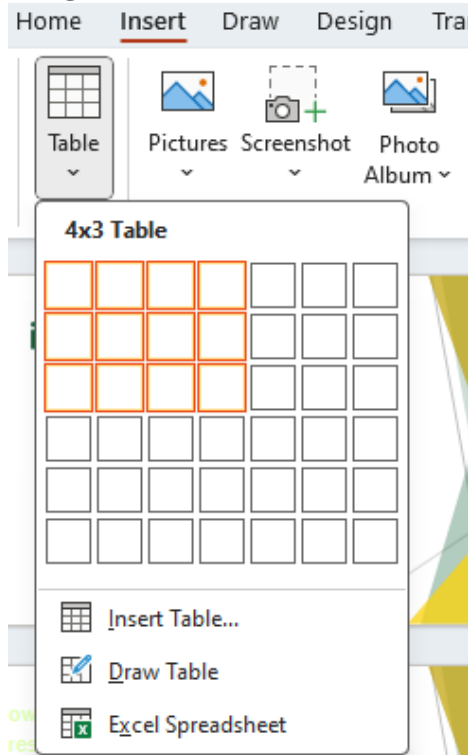 Home Insert Draw Design
Table Pictures Screenshot Photo
Album
4x3 Table
Insert Table...
Draw Table
Excel Spreadsheet